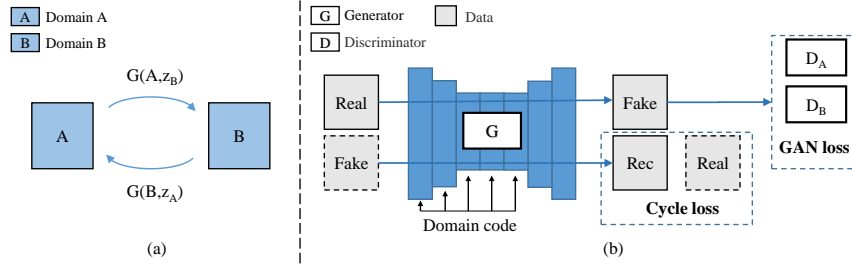 A Domain A
B Domain B
G(A,z_B)
A
B
G(B,z_A)
(a)
G Generator
D Discriminator
Data
Real
Fake
G
Domain code
Fake
Rec
Real
Cycle loss
D_A
D_B
GAN loss
(b)